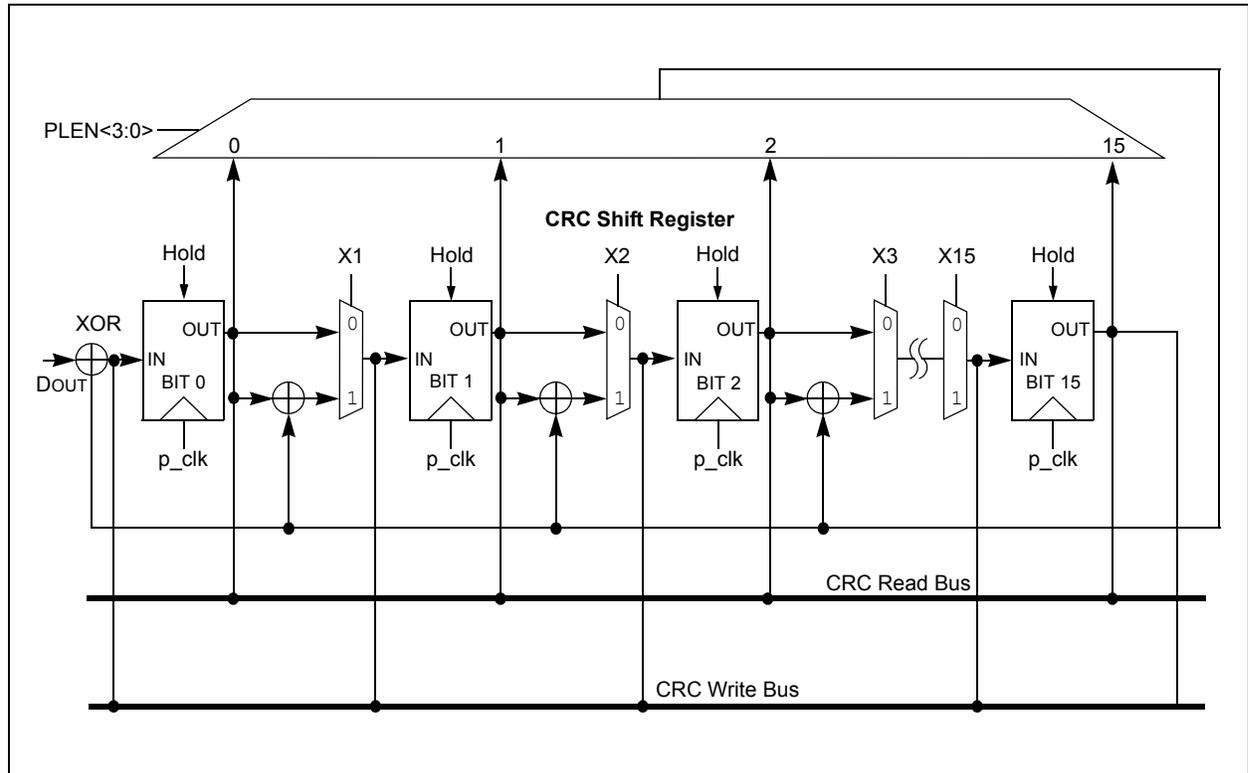 PLEN<3:0>
0 1 2 15
CRC Shift Register
Hold X1 Hold X2 Hold X3 X15 Hold
XOR
OUT 0 OUT 0 OUT 0 0 OUT
IN IN IN IN
DOUT
BIT 0 1 BIT 1 1 BIT 2 1 1 BIT 15
p_clk p_clk p_clk p_clk
CRC Read Bus
CRC Write Bus